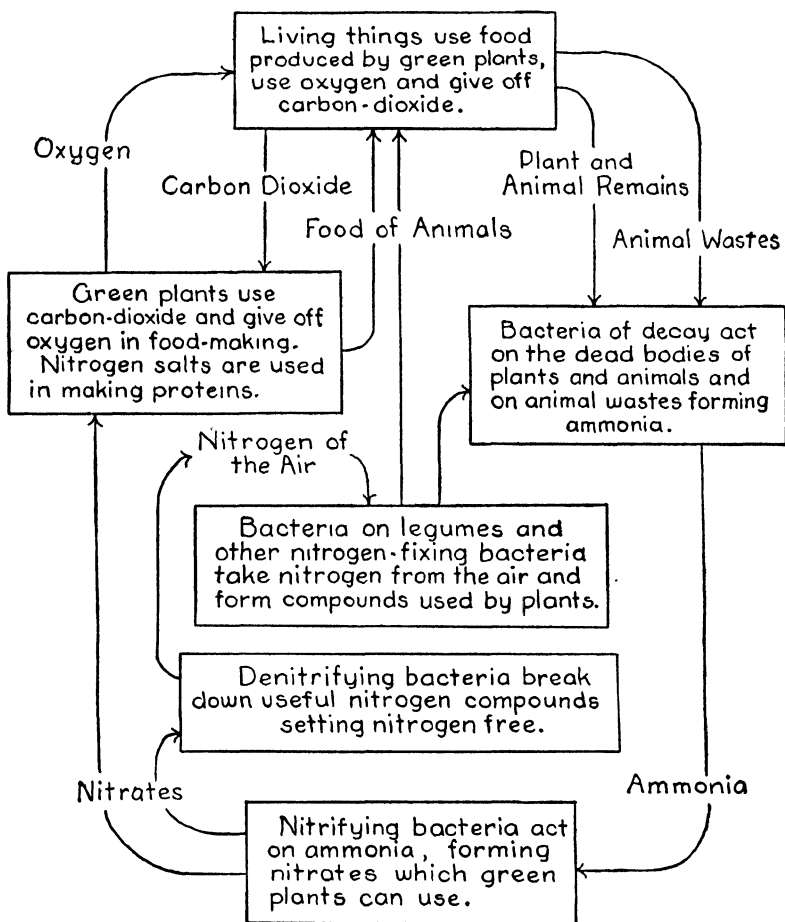 Living things use food
produced by green plants,
use oxygen and give off
carbon-dioxide.
Oxygen
Carbon Dioxide
Plant and
Animal Remains
Food of Animals
Animal Wastes
Green plants use
carbon-dioxide and give off
oxygen in food-making.
Nitrogen salts are used
in making proteins.
Bacteria of decay act
on the dead bodies of
plants and animals and
on animal wastes forming
ammonia.
Nitrogen of
the Air
Bacteria on legumes and
other nitrogen-fixing bacteria
take nitrogen from the air and
form compounds used by plants.
Denitrifying bacteria break
down useful nitrogen compounds
setting nitrogen free.
Nitrates
Ammonia
Nitrifying bacteria act
on ammonia, forming
nitrates which green
plants can use.